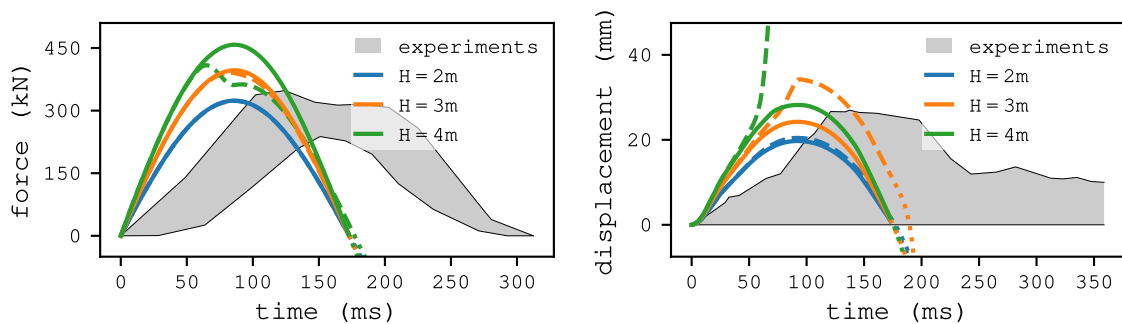 force (kN)
450
300
150
0
0 50 100 150 200 250 300
time (ms)
experiments
H = 2m
H = 3m
H = 4m
displacement (mm)
40
20
0
0 50 100 150 200 250 300 350
time (ms)
experiments
H = 2m
H = 3m
H = 4m